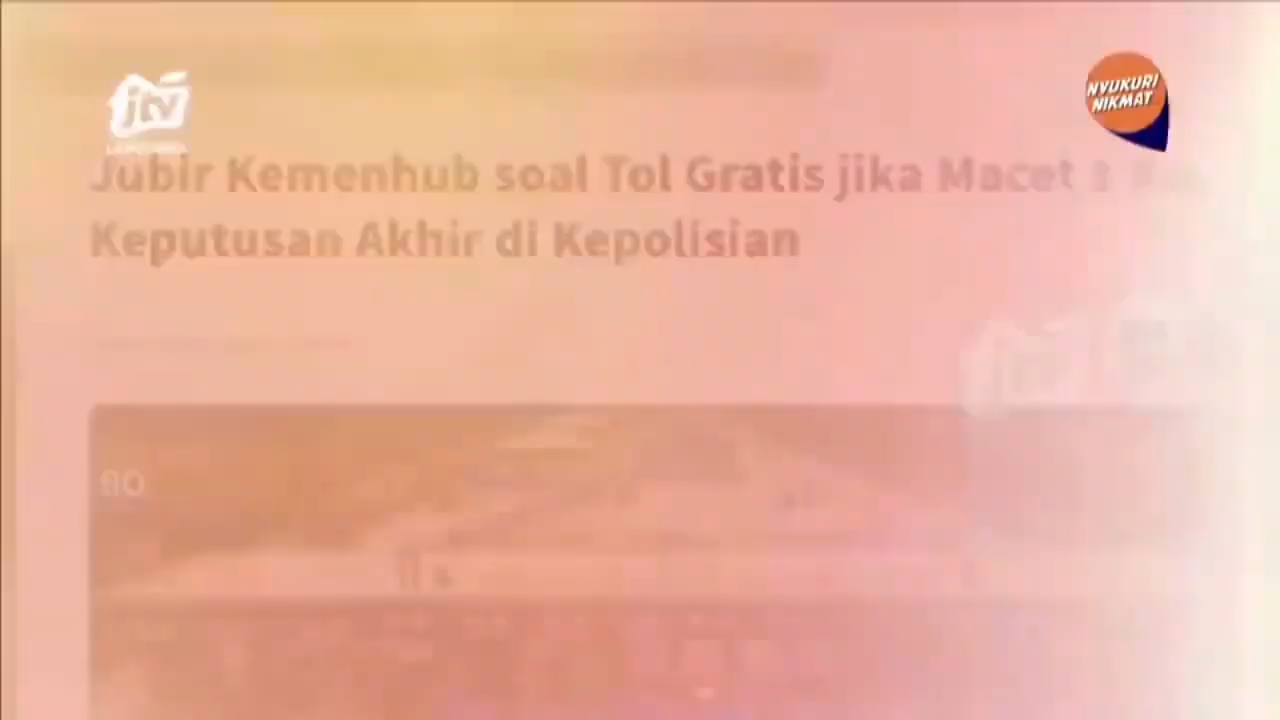 jtv
NYUKURI
NIKMAT
Jubir Kemenhub soal Tol Gratis jika Macet
Keputusan Akhir di Kepolisian